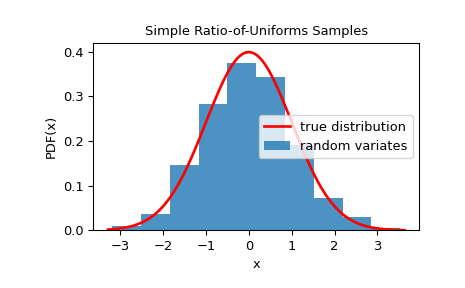 Simple Ratio-of-Uniforms Samples
0.4
0.3
0.2
0.1
0.0
PDF(x)
true distribution
random variates
−3
−2
−1
0
1
2
3
x